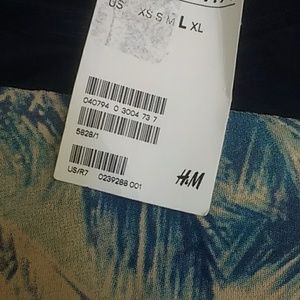 US XS S M L XL
040794 0 3004 73 7
5828/1
US/R7 0239288 001
H&M